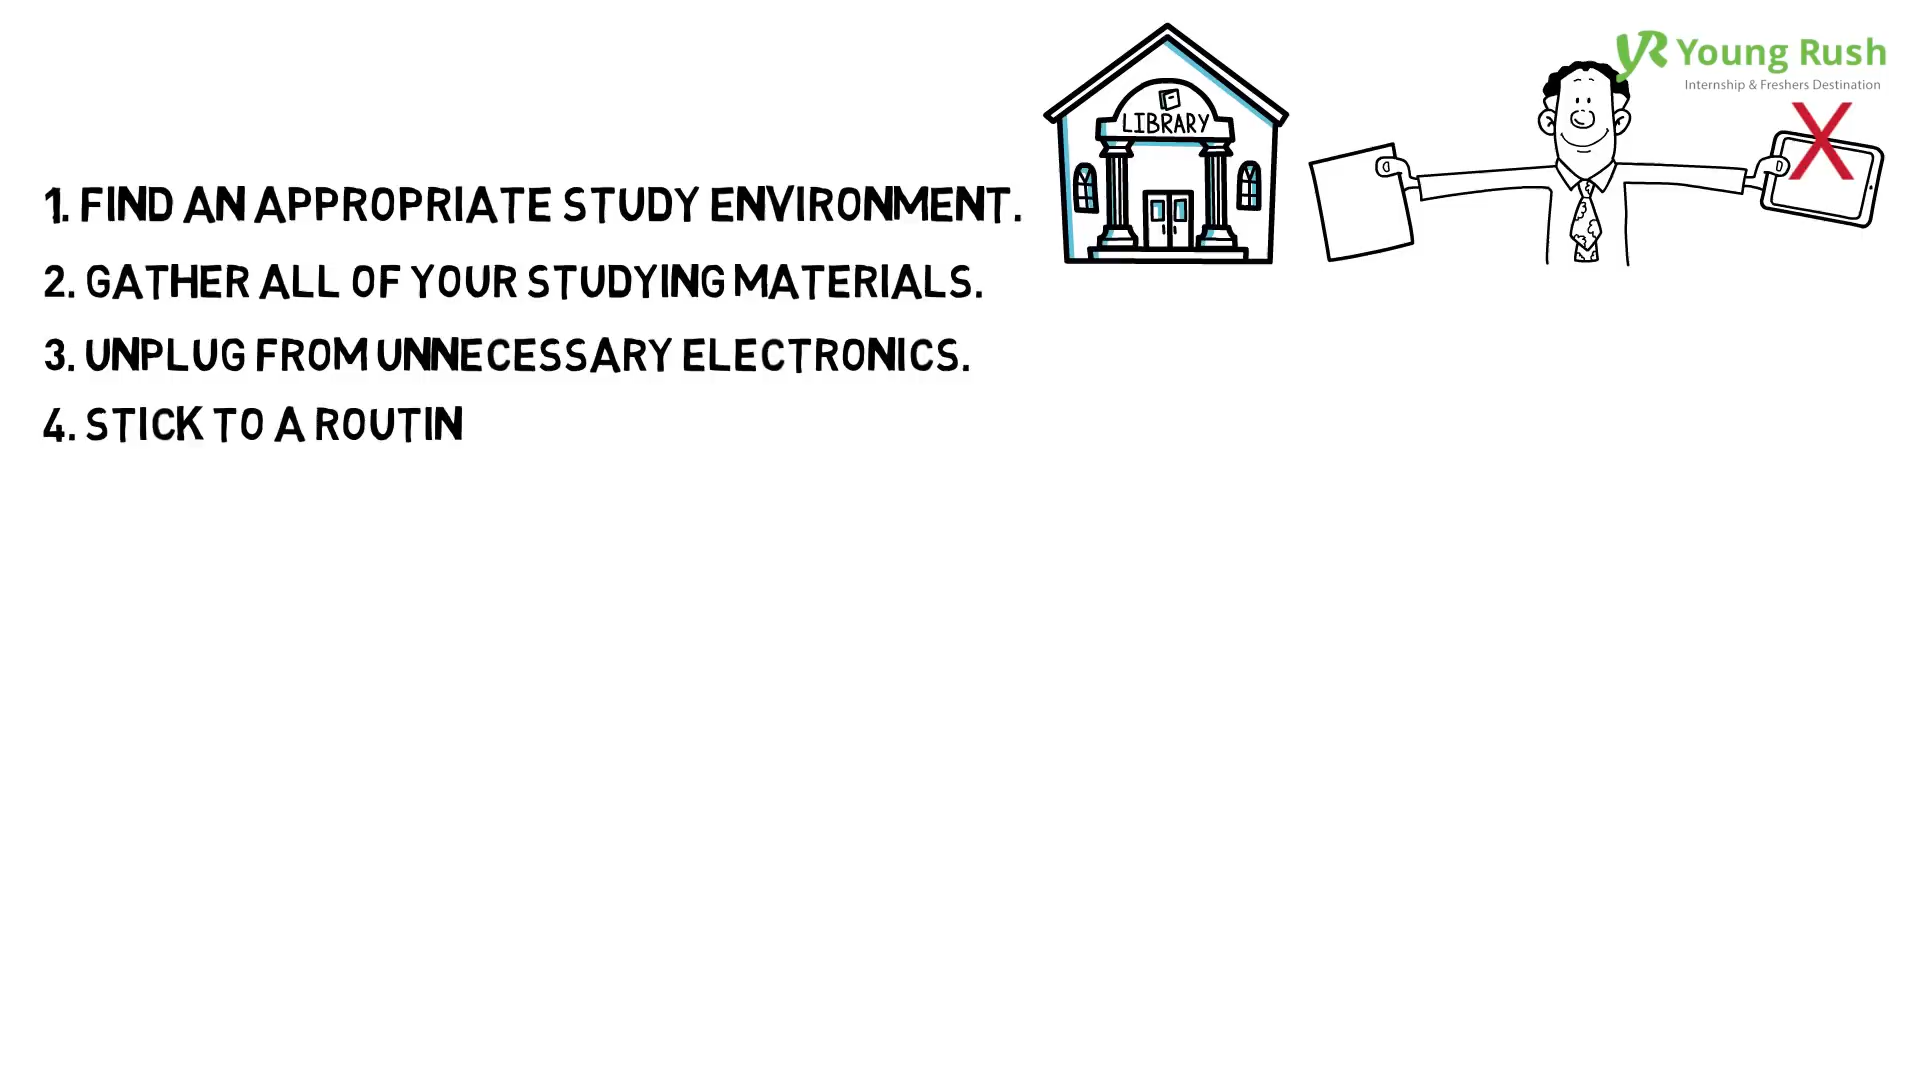 LIBRARY
YR Young Rush
Internship & Freshers Destination
X
1. FIND AN APPROPRIATE STUDY ENVIRONMENT.
2. GATHER ALL OF YOUR STUDYING MATERIALS.
3. UNPLUG FROM UNNECESSARY ELECTRONICS.
4. STICK TO A ROUTIN